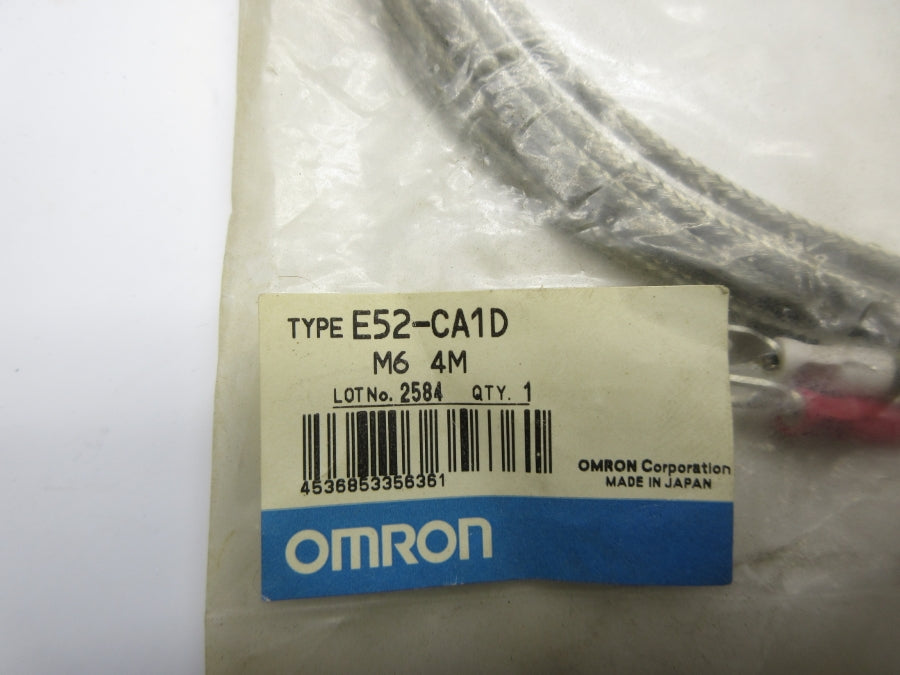 TYPE E52-CA1D
M6 4M
LOT No. 2584 QTY. 1
4536853356361
OMRON Corporation
MADE IN JAPAN
OMRON